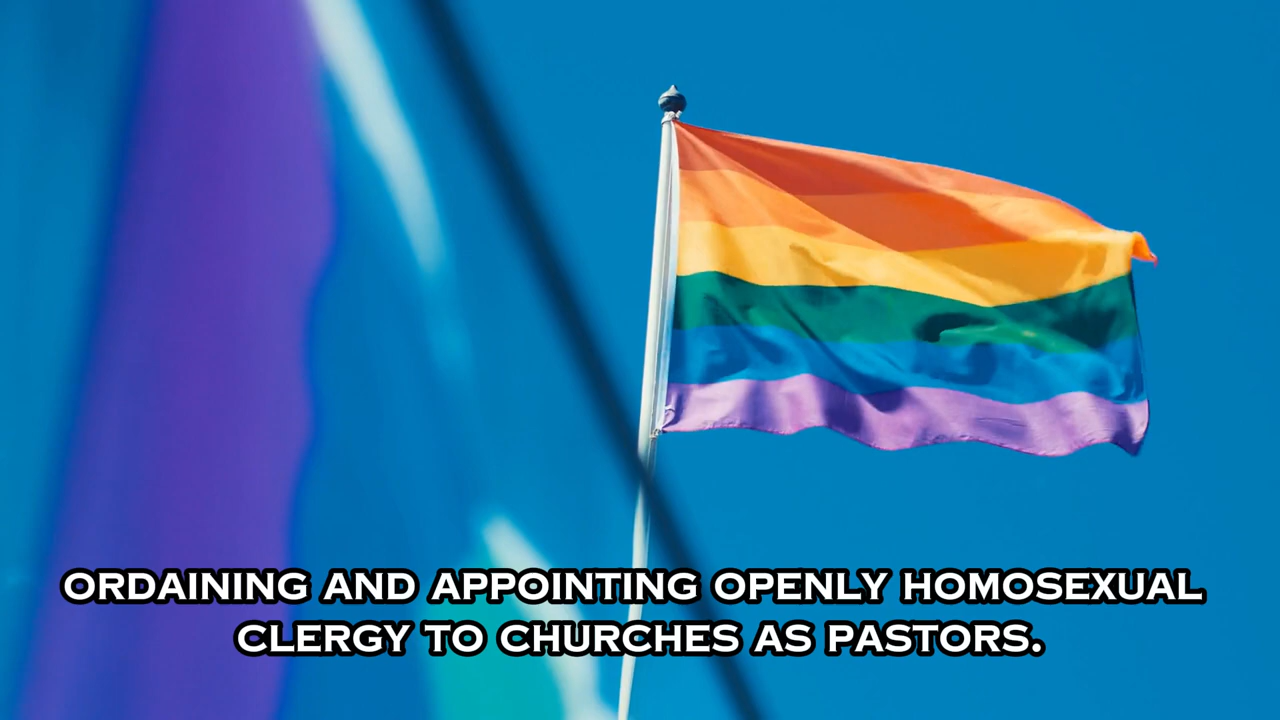 ORDAINING AND APPOINTING OPENLY HOMOSEXUAL
CLERGY TO CHURCHES AS PASTORS.